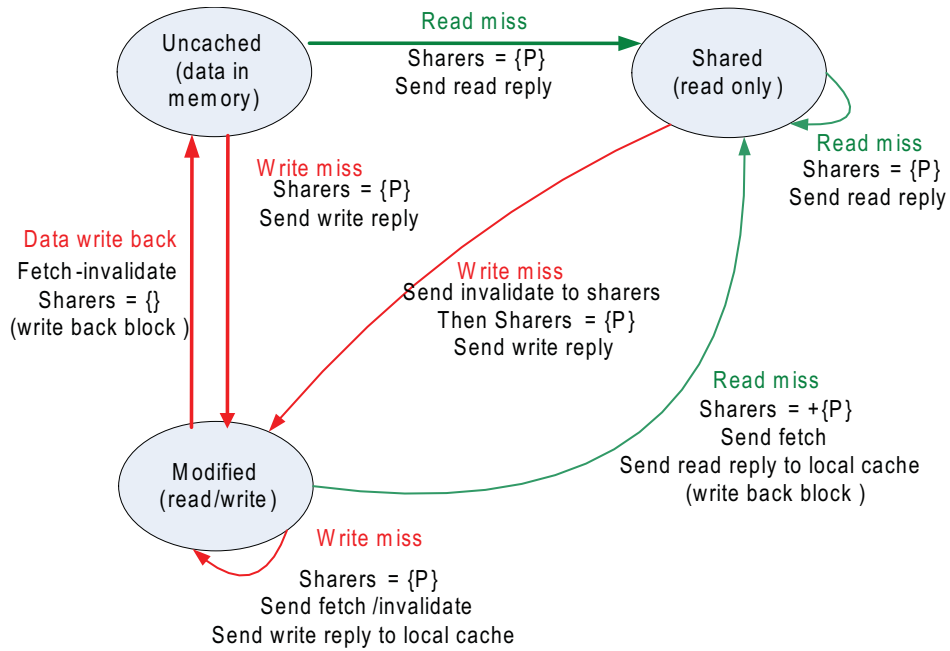 Uncached
(data in
memory)
Read miss
Sharers = {P}
Send read reply
Shared
(read only )
Read miss
Sharers = {P}
Send read reply
Write miss
Sharers = {P}
Send write reply
Data write back
Fetch-invalidate
Sharers = {}
(write back block )
Write miss
Send invalidate to sharers
Then Sharers = {P}
Send write reply
Read miss
Sharers = +{P}
Send fetch
Send read reply to local cache
(write back block )
Modified
(read/write)
Write miss
Sharers = {P}
Send fetch /invalidate
Send write reply to local cache